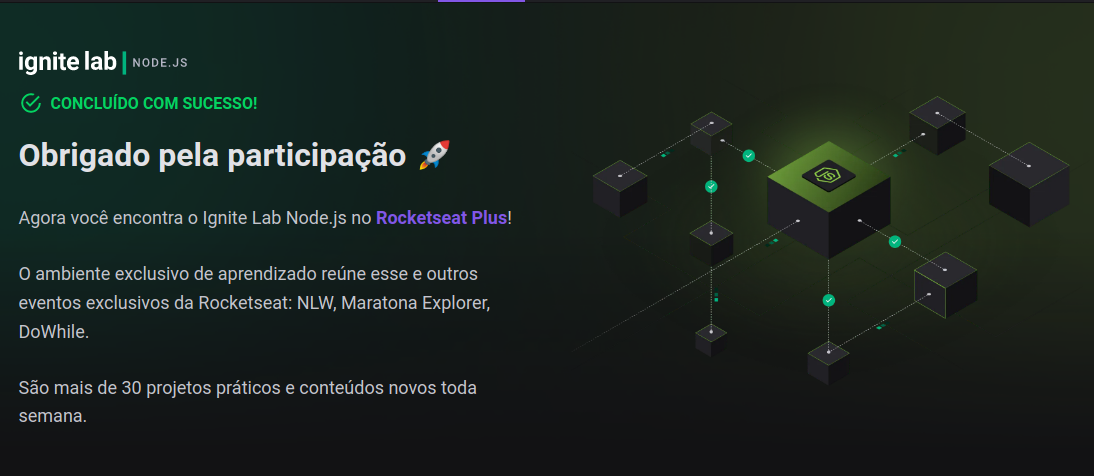 ignite lab | NODE.JS
CONCLUÍDO COM SUCESSO!
Obrigado pela participação 🚀
Agora você encontra o Ignite Lab Node.js no Rocketseat Plus!
O ambiente exclusivo de aprendizado reúne esse e outros
eventos exclusivos da Rocketseat: NLW, Maratona Explorer,
DoWhile.
São mais de 30 projetos práticos e conteúdos novos toda
semana.